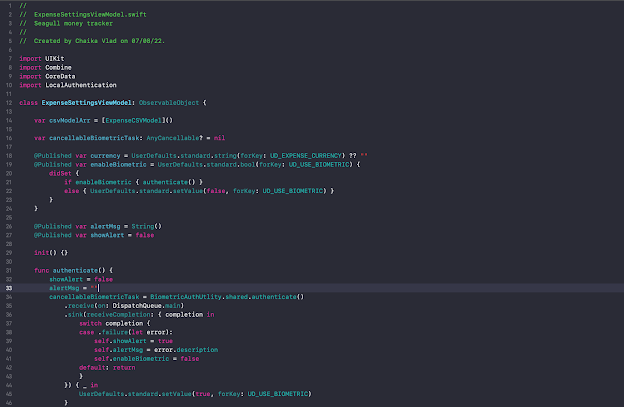 1 //
2 // ExpenseSettingsViewModel.swift
3 // Seagull money tracker
4 //
5 // Created by Chaika Vlad on 07/08/22.
6
7 import UIKit
8 import Combine
9 import CoreData
10 import LocalAuthentication
11
12 class ExpenseSettingsViewModel: ObservableObject {
13
14 var csvModelArr = [ExpenseCSVModel]()
15
16 var cancellableBiometricTask: AnyCancellable? = nil
17
18 @Published var currency = UserDefaults.standard.string(forKey: UD_EXPENSE_CURRENCY) ?? ""
19 @Published var enableBiometric = UserDefaults.standard.bool(forKey: UD_USE_BIOMETRIC) {
20 didSet {
21 if enableBiometric { authenticate() }
22 else { UserDefaults.standard.setValue(false, forKey: UD_USE_BIOMETRIC) }
23 }
24 }
25
26 @Published var alertMsg = String()
27 @Published var showAlert = false
28
29 init() {}
30
31 func authenticate() {
32 showAlert = false
33 alertMsg = ""
34 cancellableBiometricTask = BiometricAuthUtlity.shared.authenticate()
35 .receive(on: DispatchQueue.main)
36 .sink(receiveCompletion: { completion in
37 switch completion {
38 case .failure(let error):
39 self.showAlert = true
40 self.alertMsg = error.description
41 self.enableBiometric = false
42 default: return
43 }
44 }) { _ in
45 UserDefaults.standard.setValue(true, forKey: UD_USE_BIOMETRIC)
46 }